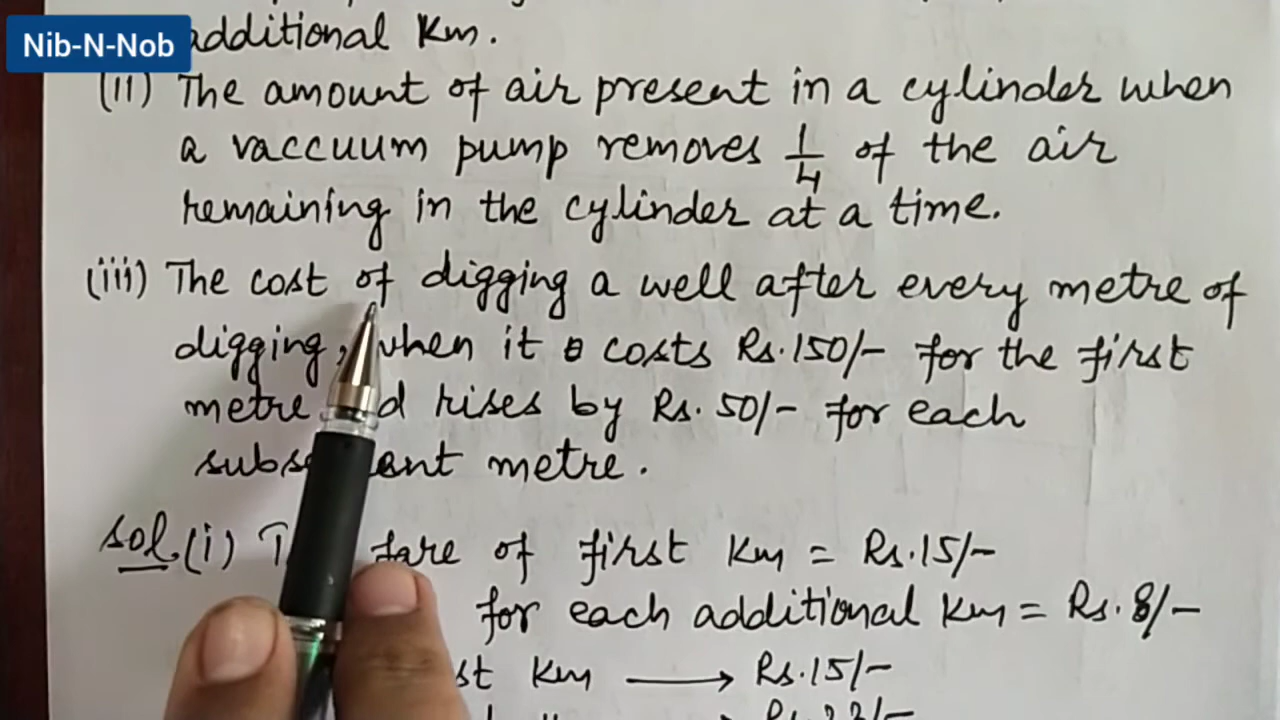 Nib-N-Nob
additional Km.
(ii) The amount of air present in a cylinder when
a vaccuum pump removes 1/4 of the air
remaining in the cylinder at a time.
(iii) The cost of digging a well after every metre of
digging, when it costs Rs.150/- for the first
metre rises by Rs. 50/- for each
metre.
Sol (i) fare of first Km = Rs.15/-
for each additional Km = Rs. 8/-
Km → Rs.15/-